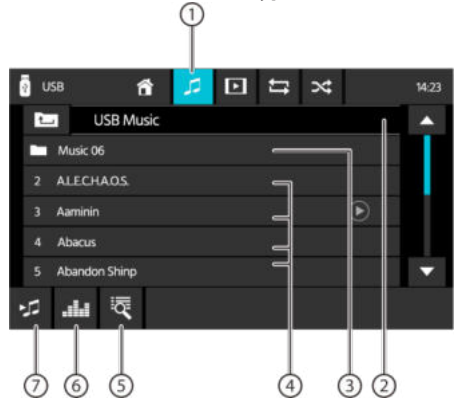 1
USB 14:23
USB Music
Music 06
2 A.L.E.C.H.A.O.S.
3 Aaminin
4 Abacus
5 Abandon Shinp
7 6 5 4 3 2